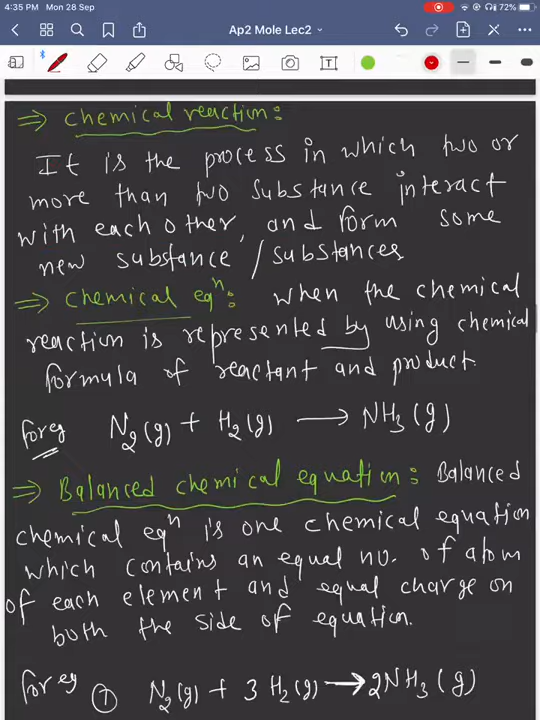 4:35 PM Mon 28 Sep 72%
Ap2 Mole Lec2
⇒ Chemical reaction:
It is the process in which two or
more than two substance interact
with each other, and form some
new substance / substances
⇒ Chemical eqⁿ: when the chemical
reaction is represented by using chemical
formula of reactant and product.
for eg N₂(g) + H₂(g) → NH₃(g)
⇒ Balanced chemical equation: Balanced
chemical eqⁿ is one chemical equation
which contains an equal no. of atom
of each element and equal charge on
both the side of equation.
for eg ① N₂(g) + 3 H₂(g) → 2NH₃(g)